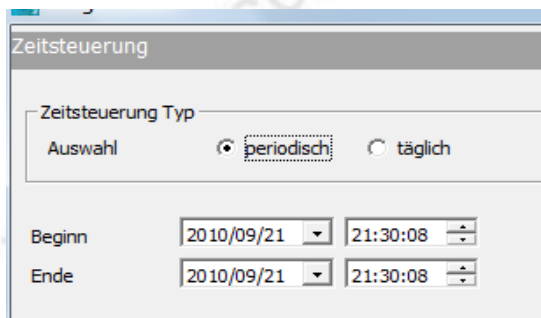 Zeitsteuerung
Zeitsteuerung Typ
Auswahl periodisch täglich
Beginn 2010/09/21 21:30:08
Ende 2010/09/21 21:30:08